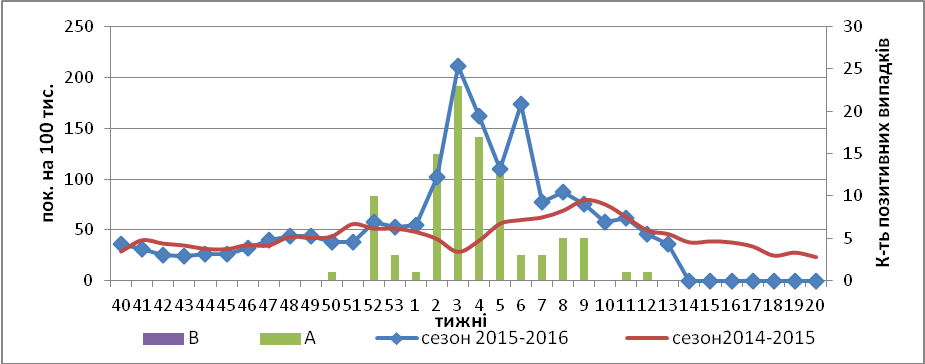 250
200
150
100
50
0
пок. на 100 тис.
30
25
20
15
10
5
0
К-ть позитивних випадків
40 41 42 43 44 45 46 47 48 49 50 51 52 53 1 2 3 4 5 6 7 8 9 10 11 12 13 14 15 16 17 18 19 20
тижні
В А сезон 2015-2016 сезон2014-2015